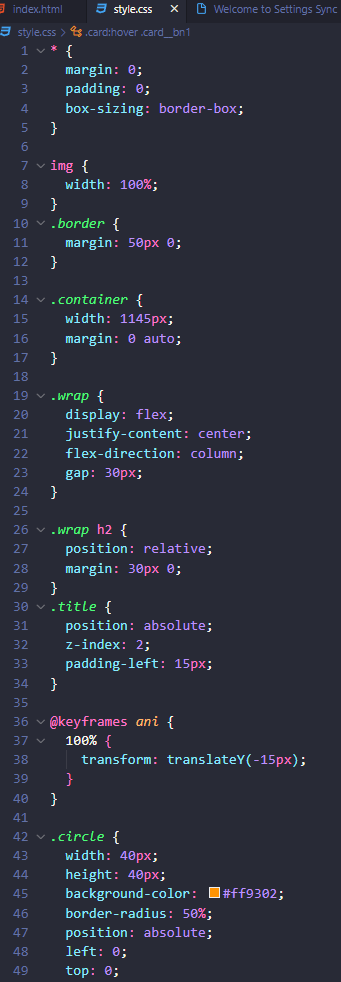 index.html style.css Welcome to Settings Sync
style.css > .card:hover .card__bn1
1 * {
2 margin: 0;
3 padding: 0;
4 box-sizing: border-box;
5 }
6
7 img {
8 width: 100%;
9 }
10 .border {
11 margin: 50px 0;
12 }
13
14 .container {
15 width: 1145px;
16 margin: 0 auto;
17 }
18
19 .wrap {
20 display: flex;
21 justify-content: center;
22 flex-direction: column;
23 gap: 30px;
24 }
25
26 .wrap h2 {
27 position: relative;
28 margin: 30px 0;
29 }
30 .title {
31 position: absolute;
32 z-index: 2;
33 padding-left: 15px;
34 }
35
36 @keyframes ani {
37 100% {
38 transform: translateY(-15px);
39 }
40 }
41
42 .circle {
43 width: 40px;
44 height: 40px;
45 background-color: #ff9302;
46 border-radius: 50%;
47 position: absolute;
48 left: 0;
49 top: 0;